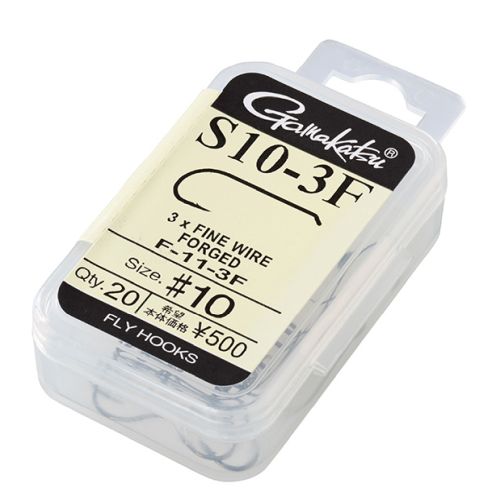 Gamakatsu®
S10-3F
3 x FINE WIRE
FORGED
F-11-3F
Size. #10
Qty. 20 希望本体価格 ¥500
FLY HOOKS